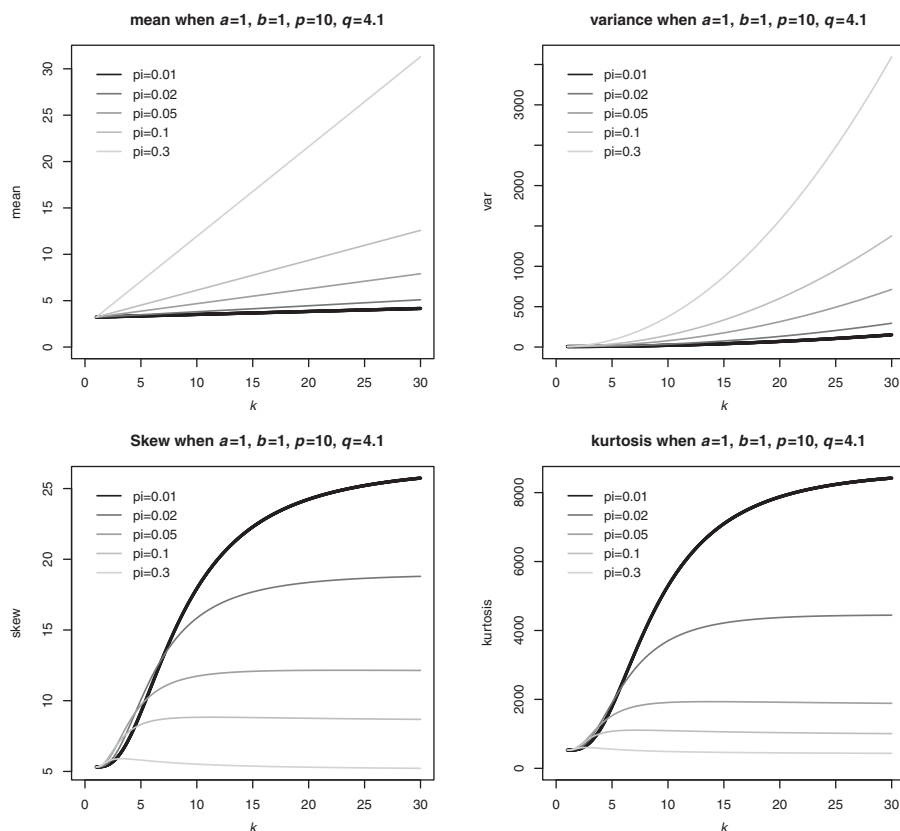 mean when a=1, b=1, p=10, q=4.1
mean
30
25
20
15
10
5
0
pi=0.01
pi=0.02
pi=0.05
pi=0.1
pi=0.3
0 5 10 15 20 25 30
k
variance when a=1, b=1, p=10, q=4.1
var
3000
2000
1000
500
0
pi=0.01
pi=0.02
pi=0.05
pi=0.1
pi=0.3
0 5 10 15 20 25 30
k
Skew when a=1, b=1, p=10, q=4.1
skew
25
20
15
10
5
pi=0.01
pi=0.02
pi=0.05
pi=0.1
pi=0.3
0 5 10 15 20 25 30
k
kurtosis when a=1, b=1, p=10, q=4.1
kurtosis
8000
6000
4000
2000
0
pi=0.01
pi=0.02
pi=0.05
pi=0.1
pi=0.3
0 5 10 15 20 25 30
k